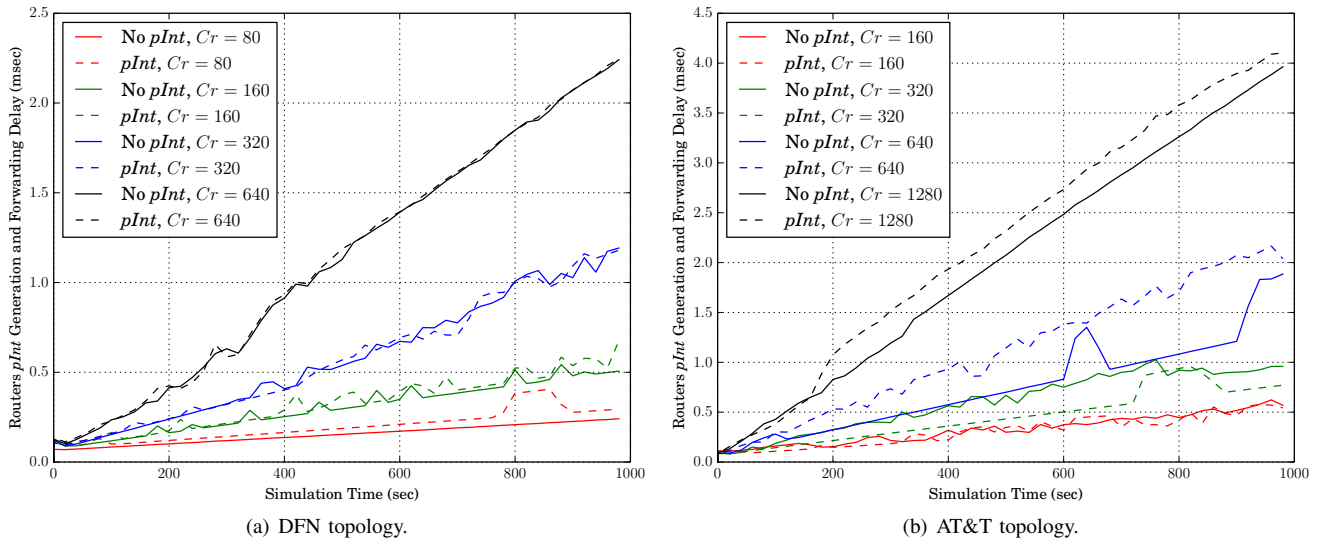 Routers pInt Generation and Forwarding Delay (msec)
2.5
2.0
1.5
1.0
0.5
0.0
No pInt, Cr = 80
pInt, Cr = 80
No pInt, Cr = 160
pInt, Cr = 160
No pInt, Cr = 320
pInt, Cr = 320
No pInt, Cr = 640
pInt, Cr = 640
0 200 400 600 800 1000
Simulation Time (sec)
(a) DFN topology.
Routers pInt Generation and Forwarding Delay (msec)
4.5
4.0
3.5
3.0
2.5
2.0
1.5
1.0
0.5
0.0
No pInt, Cr = 160
pInt, Cr = 160
No pInt, Cr = 320
pInt, Cr = 320
No pInt, Cr = 640
pInt, Cr = 640
No pInt, Cr = 1280
pInt, Cr = 1280
0 200 400 600 800 1000
Simulation Time (sec)
(b) AT&T topology.